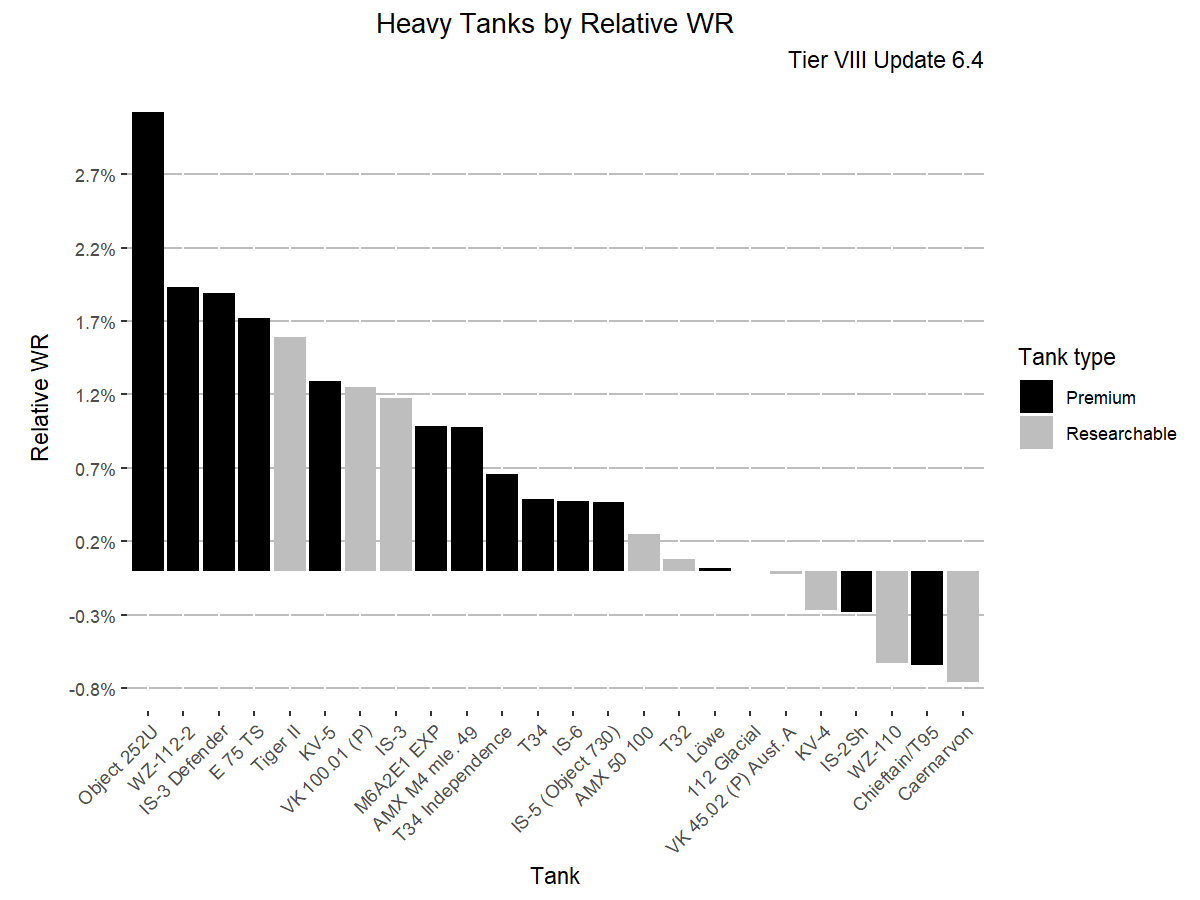 Heavy Tanks by Relative WR
Tier VIII Update 6.4
Relative WR
2.7%
2.2%
1.7%
1.2%
0.7%
0.2%
-0.3%
-0.8%
Object 252U
WZ-112-2
IS-3 Defender
E 75 TS
Tiger II
KV-5
VK 100.01 (P)
IS-3
M6A2E1 EXP
AMX M4 mle. 49
T34 Independence
T34
IS-6
IS-5 (Object 730)
AMX 50 100
T32
Löwe
112 Glacial
VK 45.02 (P) Ausf. A
KV-4
IS-2Sh
WZ-110
Chieftain/T95
Caernarvon
Tank
Tank type
Premium
Researchable